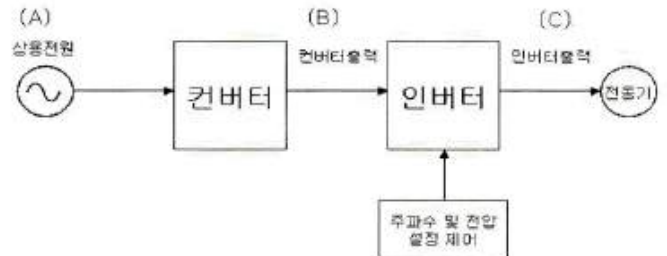 (A)
(B)
(C)
상용전원
컨버터출력
인버터출력
컨버터
인버터
전동기
주파수 및 전압
설정 제어